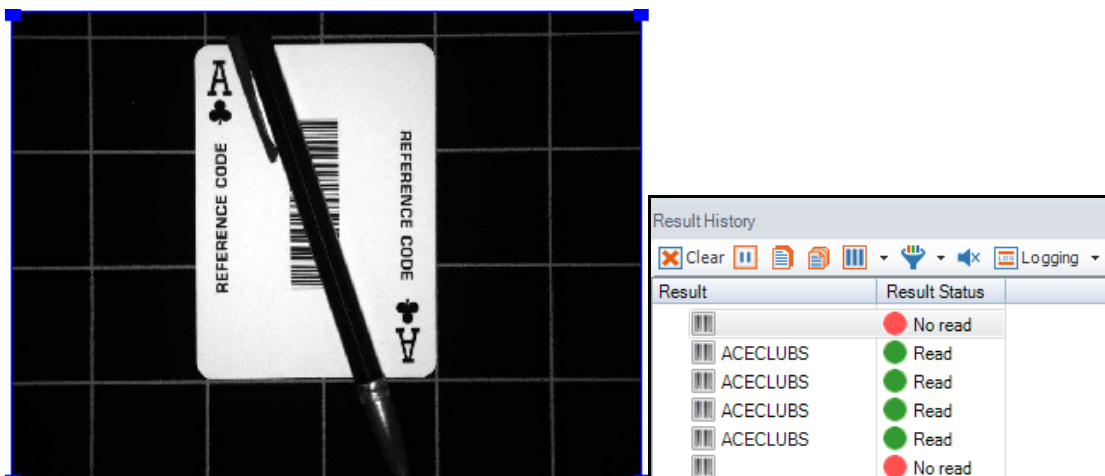 A
REFERENCE CODE
REFERENCE CODE
A
Result History
Clear Logging
Result Result Status
No read
ACECLUBS Read
ACECLUBS Read
ACECLUBS Read
ACECLUBS Read
No read